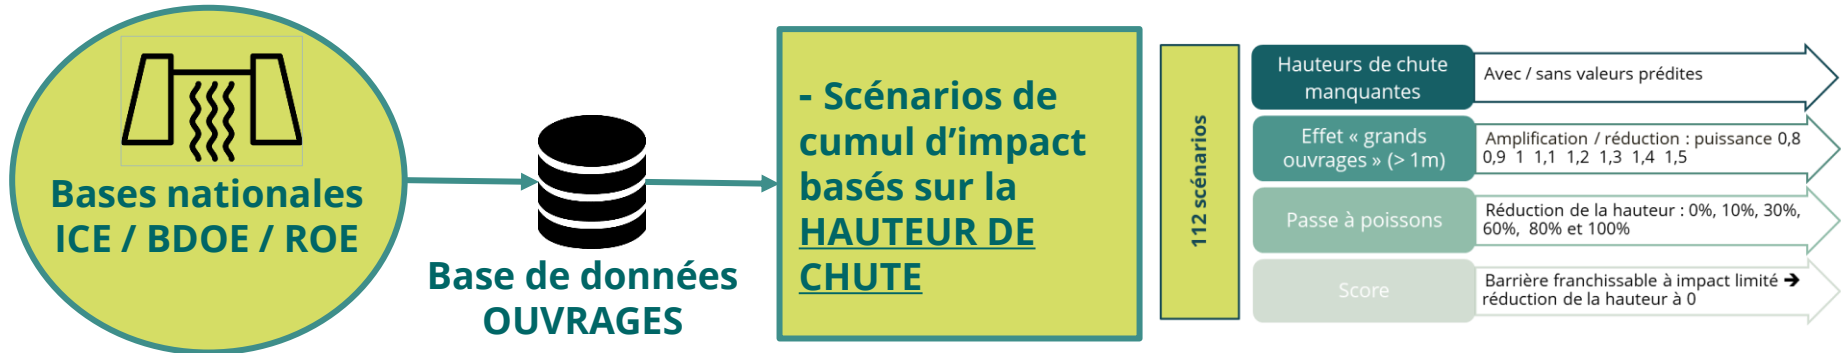 Bases nationales
ICE / BDOE / ROE
Base de données
OUVRAGES
- Scénarios de
cumul d’impact
basés sur la
HAUTEUR DE
CHUTE
112 scénarios
Hauteurs de chute
manquantes
Avec / sans valeurs prédites
Effet « grands
ouvrages » (> 1m)
Amplification / réduction : puissance 0,8
0,9 1 1,1 1,2 1,3 1,4 1,5
Passe à poissons
Réduction de la hauteur : 0%, 10%, 30%,
60%, 80% et 100%
Score
Barrière franchissable à impact limité ➔
réduction de la hauteur à 0